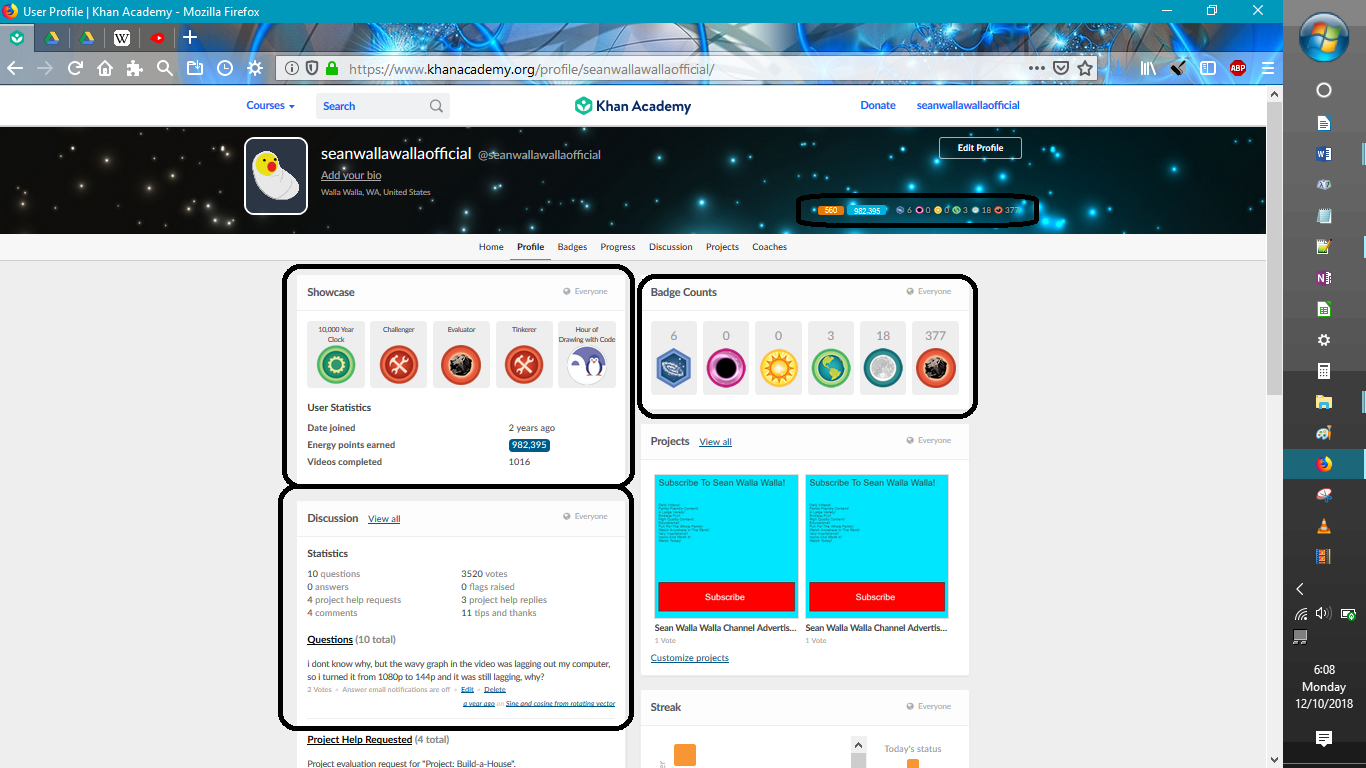 User Profile | Khan Academy - Mozilla Firefox
https://www.khanacademy.org/profile/seanwallawallaofficial/
ABP
Courses
Search
Khan Academy
Donate
seanwallawallaofficial
seanwallawallaofficial @seanwallawallaofficial
Add your bio
Walla Walla, WA, United States
Edit Profile
560 982,395 6 0 0 3 18 377
Home Profile Badges Progress Discussion Projects Coaches
Showcase
Everyone
10,000 Year
Clock
Challenger
Evaluator
Tinkerer
Hour of
Drawing with Code
User Statistics
Date joined 2 years ago
Energy points earned 982,395
Videos completed 1016
Badge Counts
Everyone
6 0 0 3 18 377
Discussion View all
Everyone
Statistics
10 questions 3520 votes
0 answers 0 flags raised
4 project help requests 3 project help replies
4 comments 11 tips and thanks
Questions (10 total)
i dont know why, but the wavy graph in the video was lagging out my computer,
so i turned it from 1080p to 144p and it was still lagging, why?
2 Votes • Answer email notifications are off • Edit • Delete
a year ago on Sine and cosine from rotating vector
Project Help Requested (4 total)
Project evaluation request for "Project: Build-a-House".
Projects View all
Everyone
Subscribe To Sean Walla Walla!
Subscribe
Sean Walla Walla Channel Advertis...
1 Vote
Subscribe To Sean Walla Walla!
Subscribe
Sean Walla Walla Channel Advertis...
1 Vote
Customize projects
Streak
Everyone
Today's status
6:08
Monday
12/10/2018